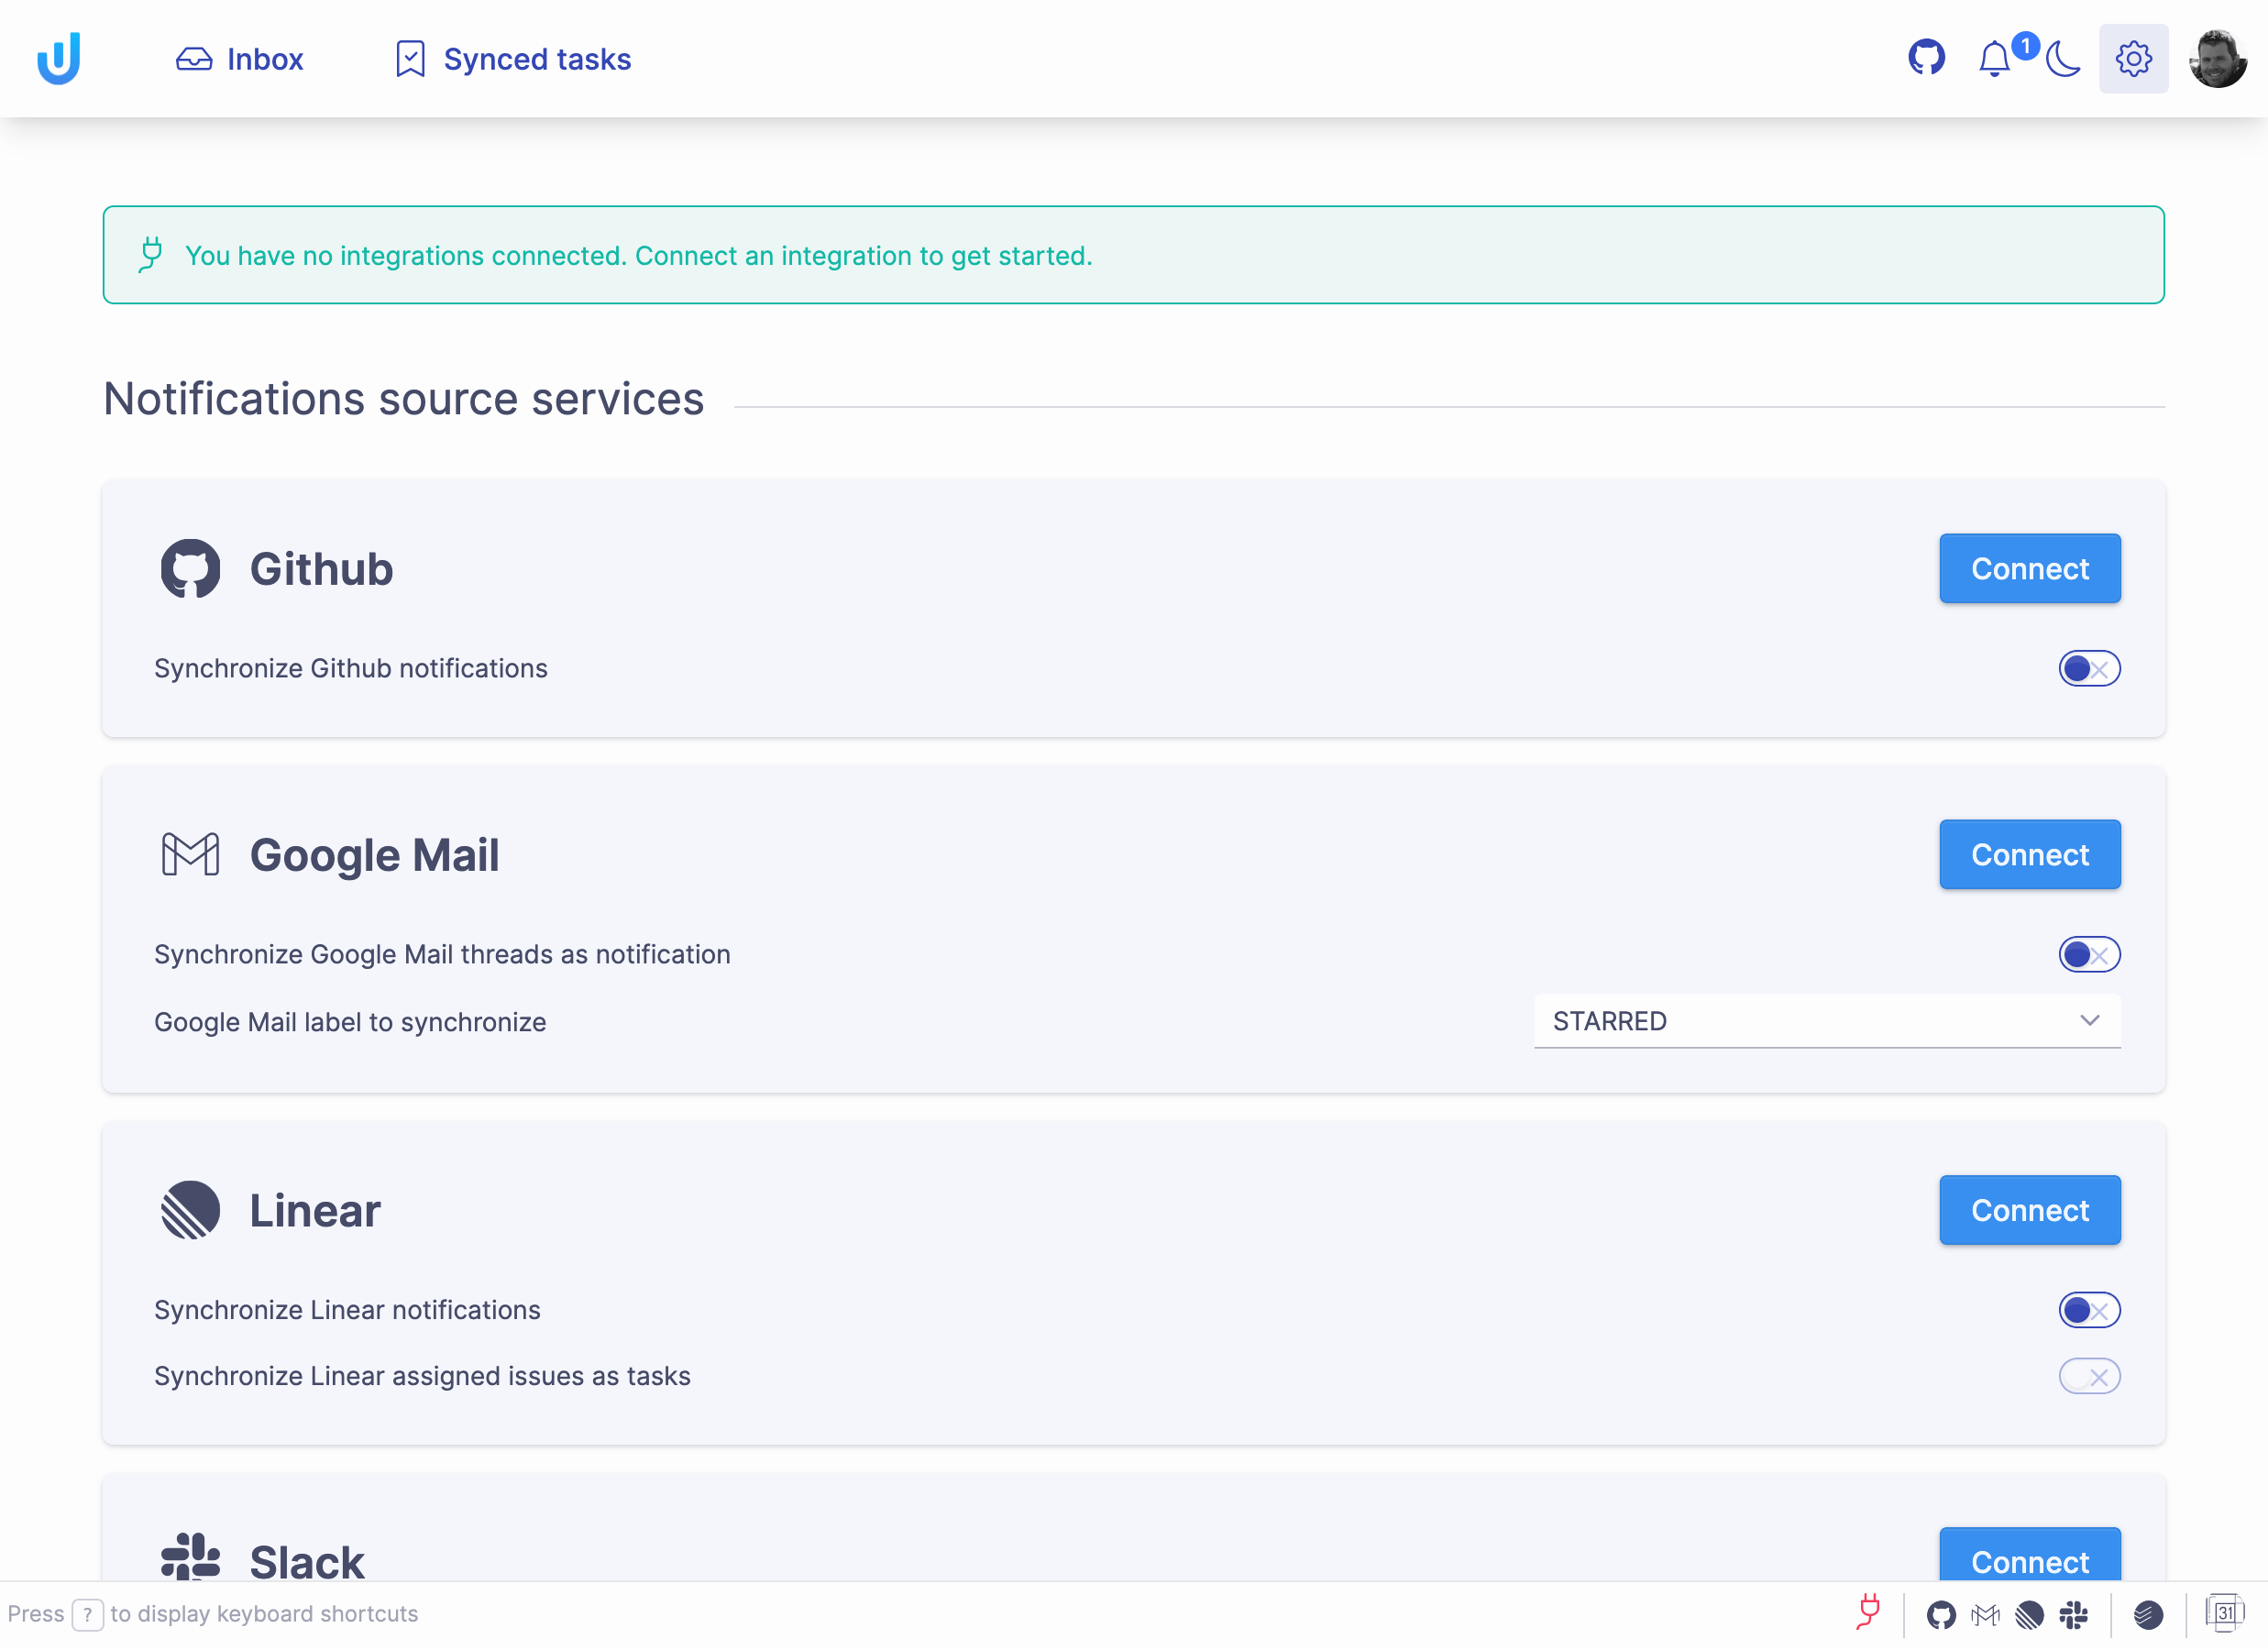 Inbox
Synced tasks
1
You have no integrations connected. Connect an integration to get started.
Notifications source services
Github
Connect
Synchronize Github notifications
Google Mail
Connect
Synchronize Google Mail threads as notification
Google Mail label to synchronize
STARRED
Linear
Connect
Synchronize Linear notifications
Synchronize Linear assigned issues as tasks
Slack
Connect
Press ? to display keyboard shortcuts
31